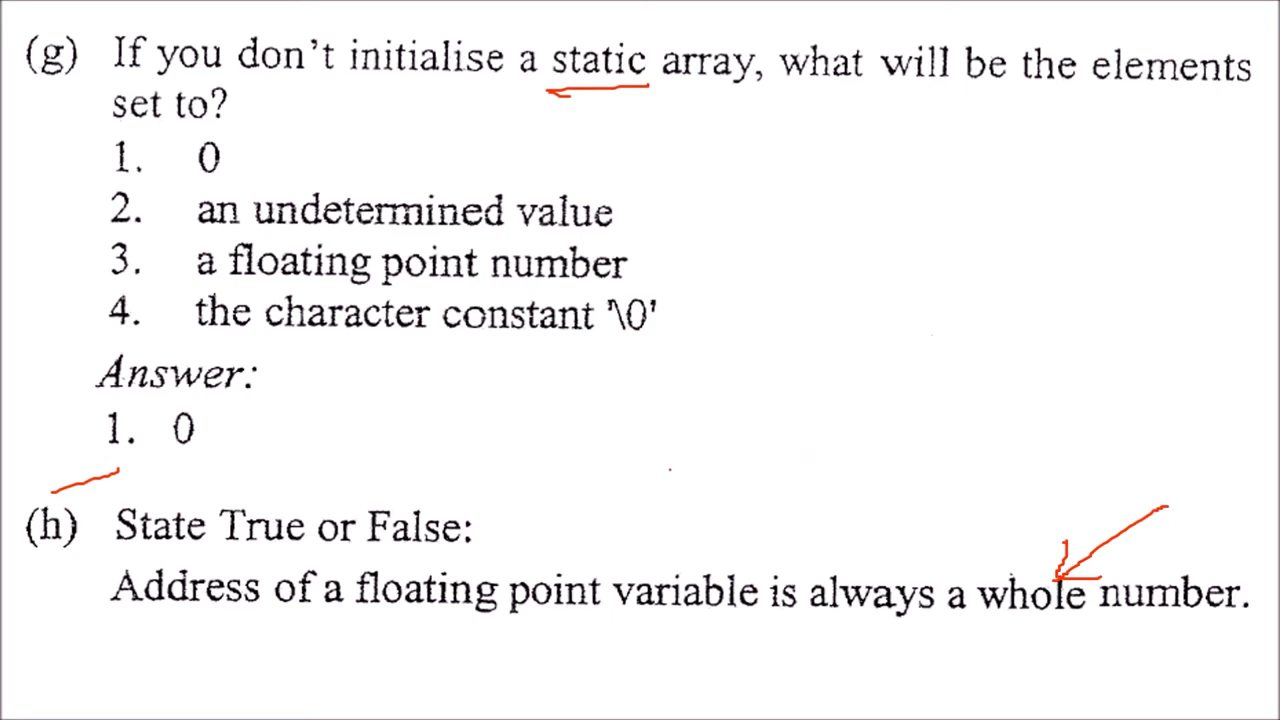 (g) If you don't initialise a static array, what will be the elements
set to?
1. 0
2. an undetermined value
3. a floating point number
4. the character constant '\0'
Answer:
1. 0
(h) State True or False:
Address of a floating point variable is always a whole number.